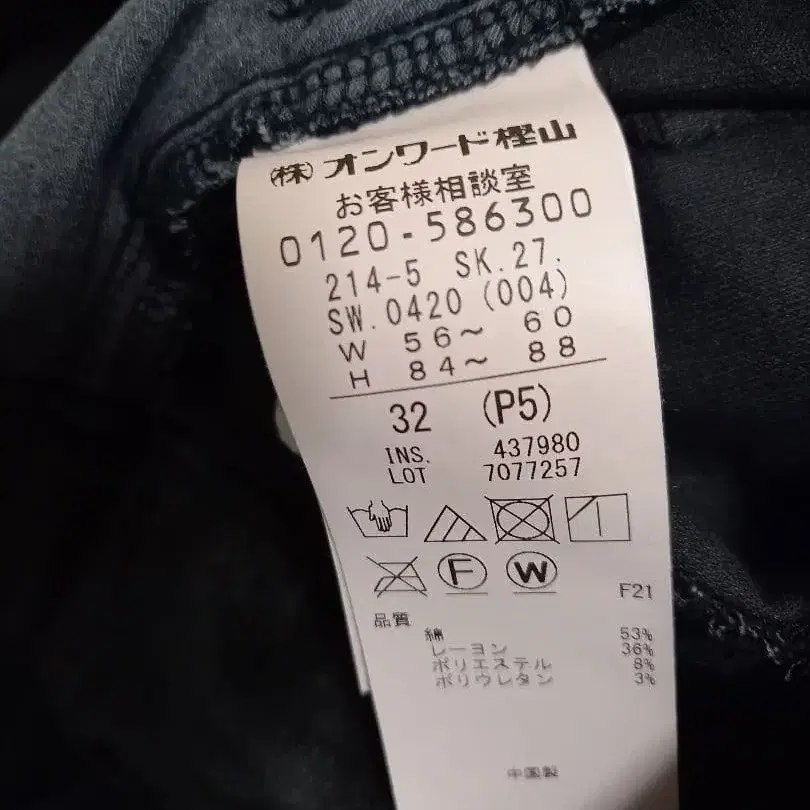 (株) オンワード樫山
お客様相談室
0120-586300
214-5 SK.27.
SW.0420 (004)
W 56～ 60
H 84～ 88
32 (P5)
INS. 437980
LOT 7077257
F W
F21
品質
綿 53%
レーヨン 36%
ポリエステル 8%
ポリウレタン 3%
中国製